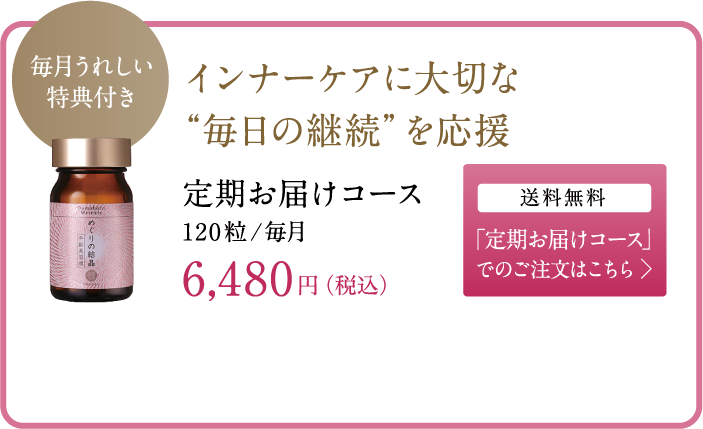 毎月うれしい
特典付き
インナーケアに大切な
“毎日の継続”を応援
定期お届けコース
120粒/毎月
6,480円(税込)
送料無料
「定期お届けコース」
でのご注文はこちら >
めぐりの結晶